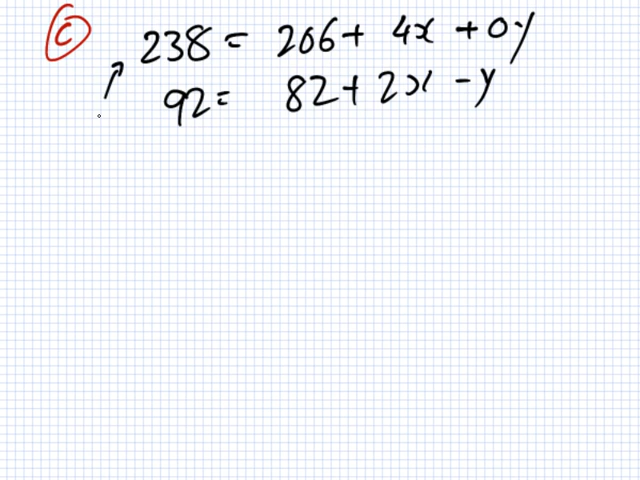 C 238 = 206 + 4x + 0y
92 = 82 + 2x - y